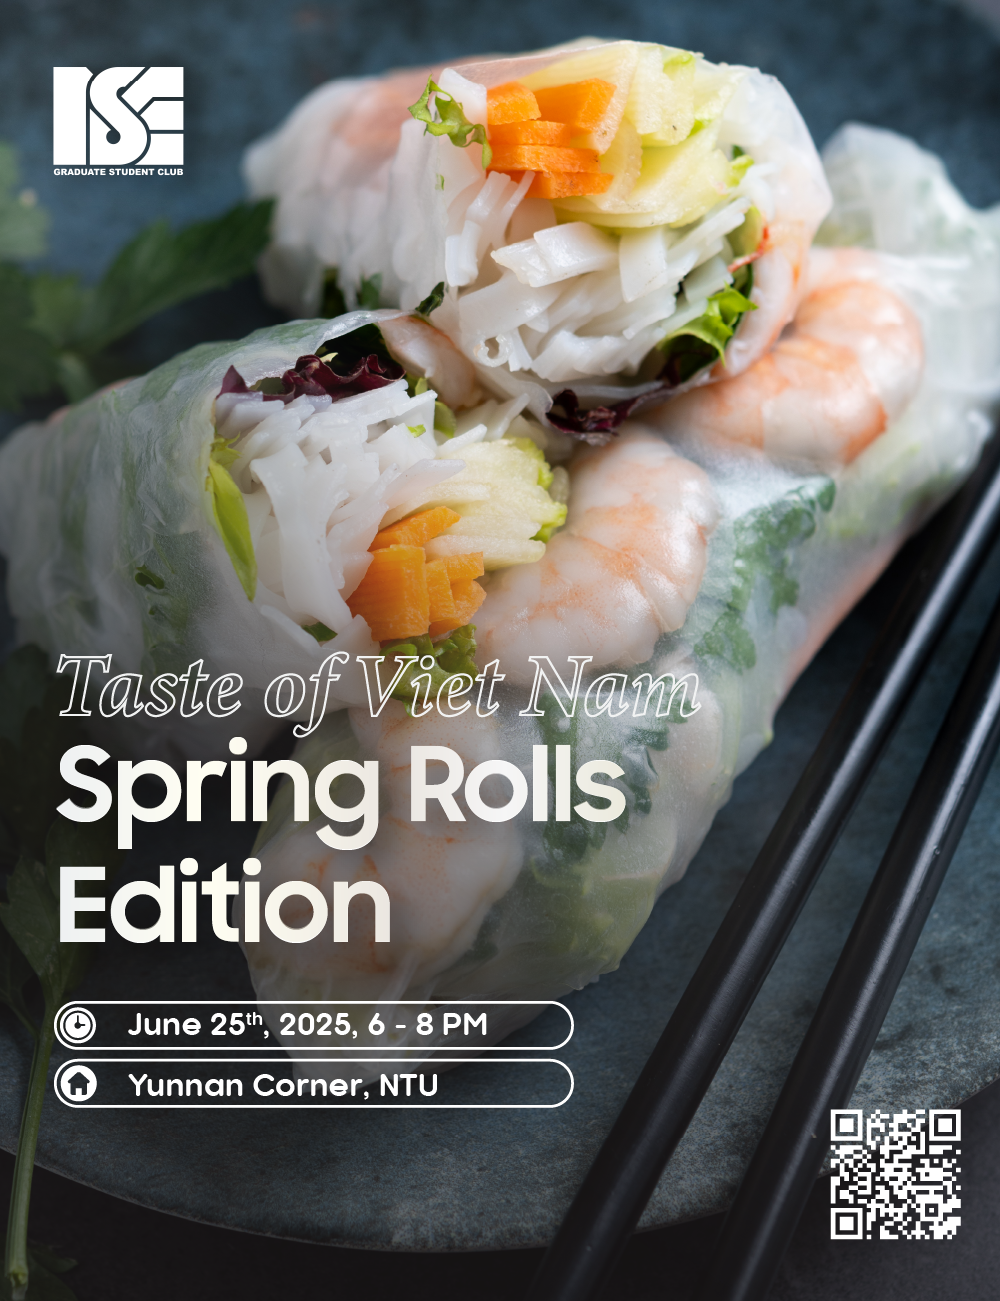 ISE
GRADUATE STUDENT CLUB
Taste of Viet Nam
Spring Rolls
Edition
June 25th, 2025, 6 - 8 PM
Yunnan Corner, NTU